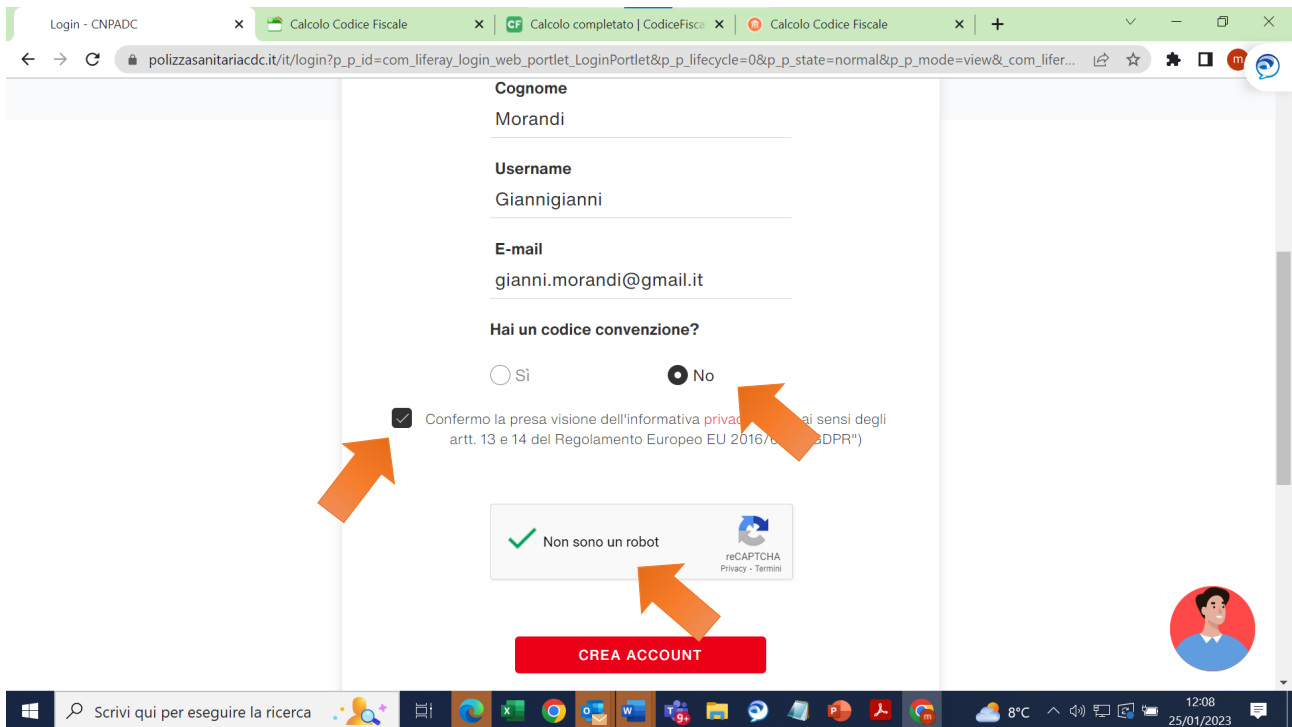 Login - CNPADC
Calcolo Codice Fiscale
CF Calcolo completato | CodiceFisca
Calcolo Codice Fiscale
polizzasanitariacdc.it/it/login?p_p_id=com_liferay_login_web_portlet_LoginPortlet&p_p_lifecycle=0&p_p_state=normal&p_p_mode=view&_com_lifer...
m
Cognome
Morandi
Username
Giannigianni
E-mail
gianni.morandi@gmail.it
Hai un codice convenzione?
Sì
No
Confermo la presa visione dell'informativa ai sensi degli
artt. 13 e 14 del Regolamento Europeo EU
Non sono un robot
reCAPTCHA
Privacy - Termini
CREA ACCOUNT
Scrivi qui per eseguire la ricerca
9+
8°C
12:08
25/01/2023